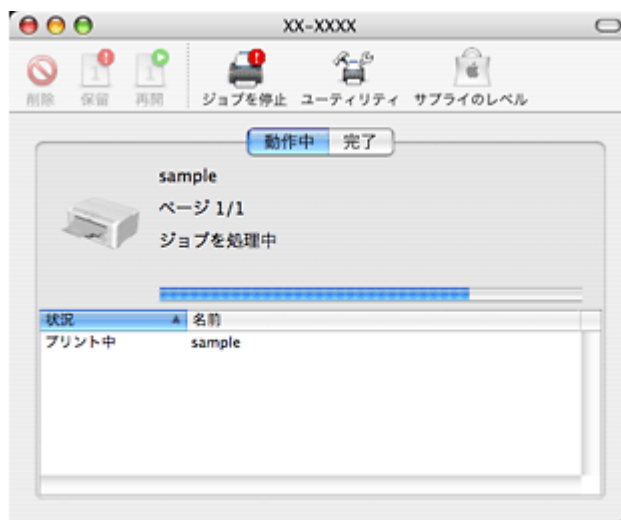 XX-XXXX
削除 保留 再開 ジョブを停止 ユーティリティ サプライのレベル
動作中 完了
sample
ページ 1/1
ジョブを処理中
状況 名前
プリント中 sample